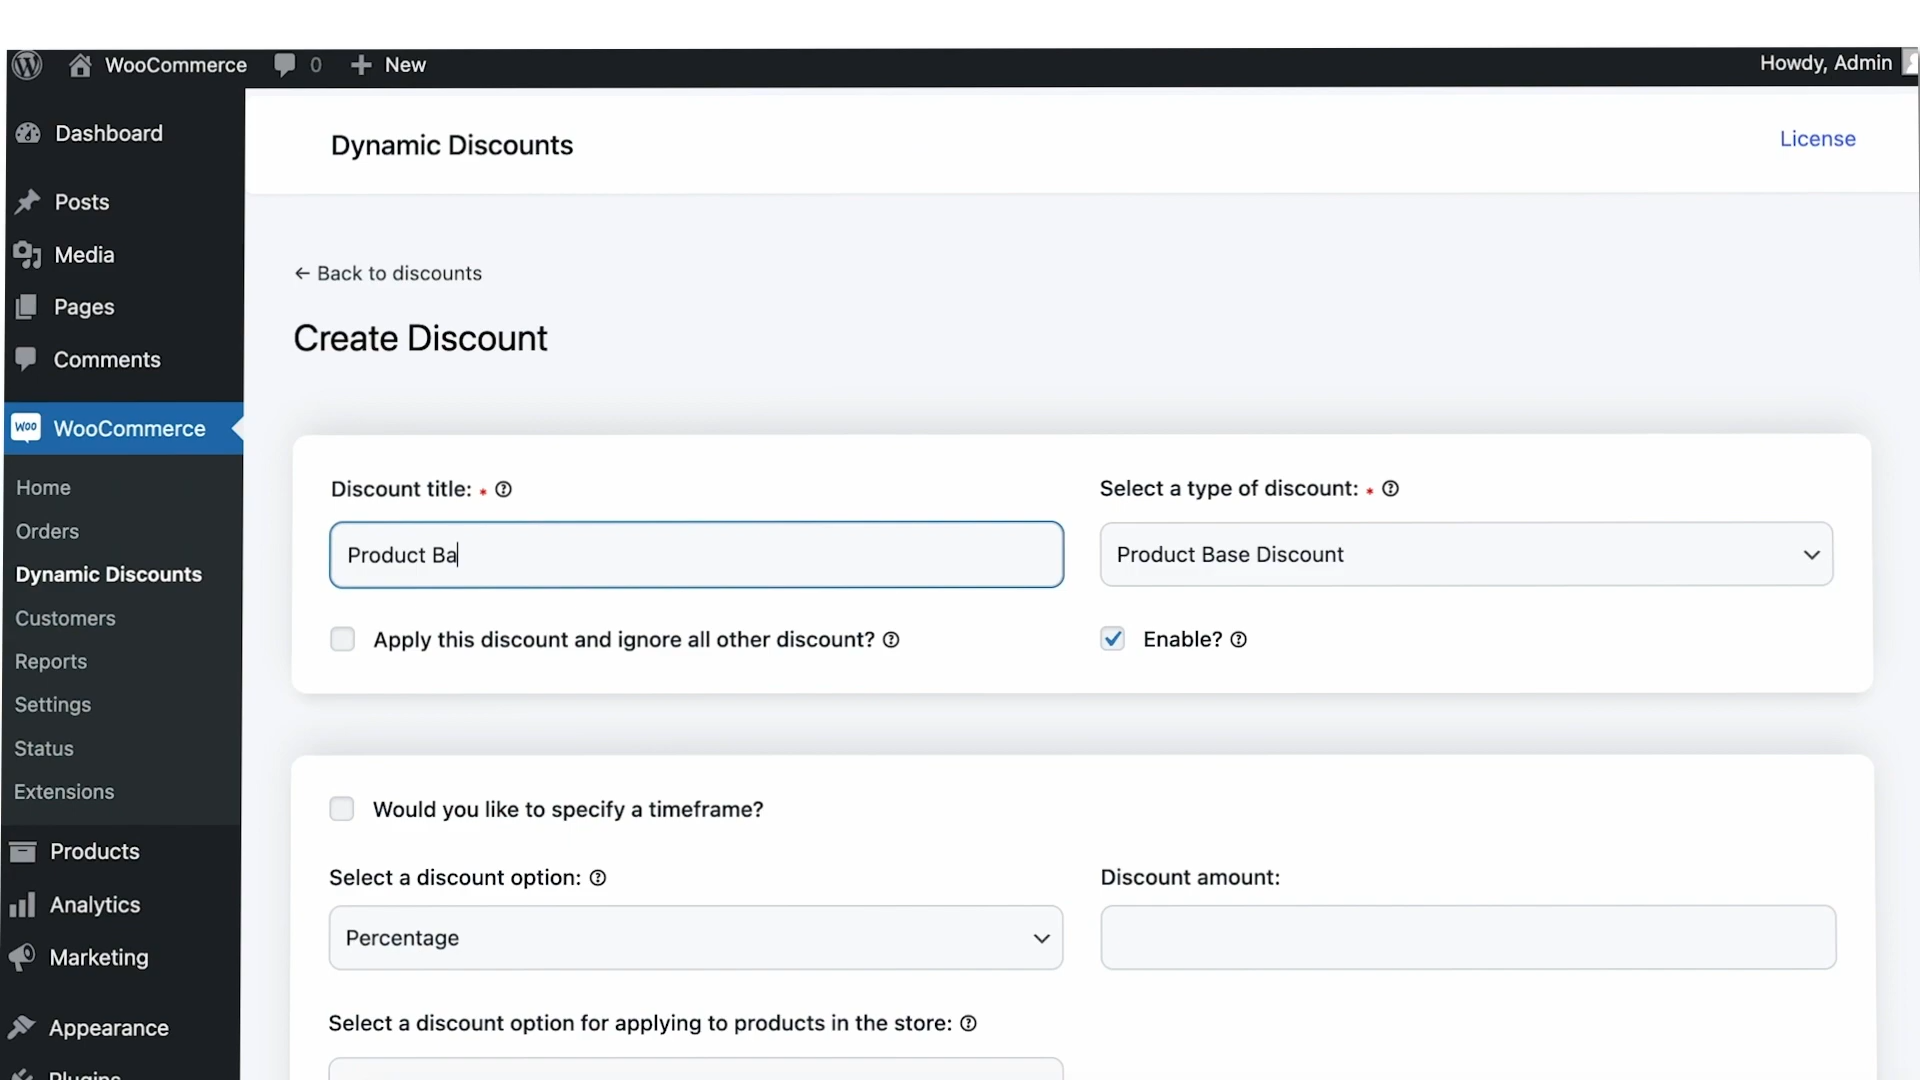 WooCommerce 0 New Howdy, Admin
Dashboard
Posts
Media
Pages
Comments
Woo WooCommerce
Home
Orders
Dynamic Discounts
Customers
Reports
Settings
Status
Extensions
Products
Analytics
Marketing
Appearance
Plugins
Dynamic Discounts License
← Back to discounts
Create Discount
Discount title: * Select a type of discount: *
Product Ba Product Base Discount
Apply this discount and ignore all other discount? Enable?
Would you like to specify a timeframe?
Select a discount option: Discount amount:
Percentage
Select a discount option for applying to products in the store: